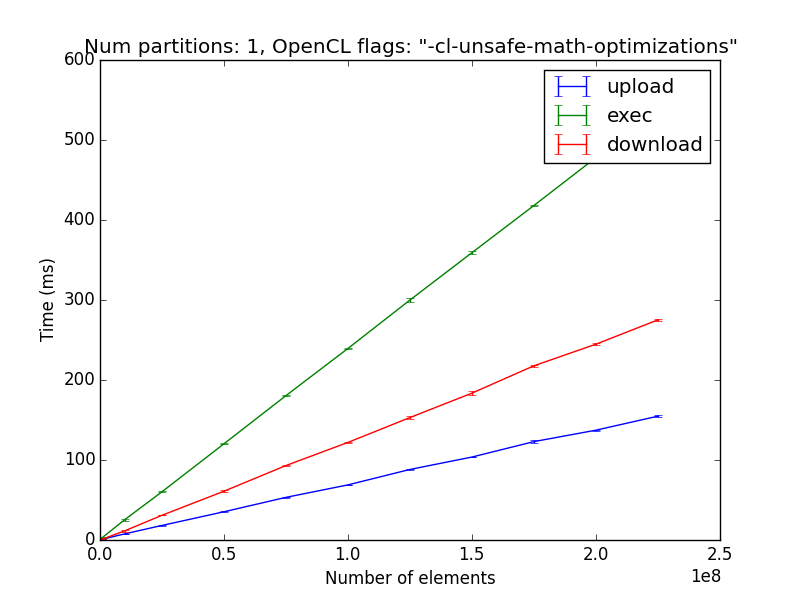 Num partitions: 1, OpenCL flags: "-cl-unsafe-math-optimizations"
600
500
400
300
200
100
0
Time (ms)
upload
exec
download
0.0 0.5 1.0 1.5 2.0 2.5
1e8
Number of elements